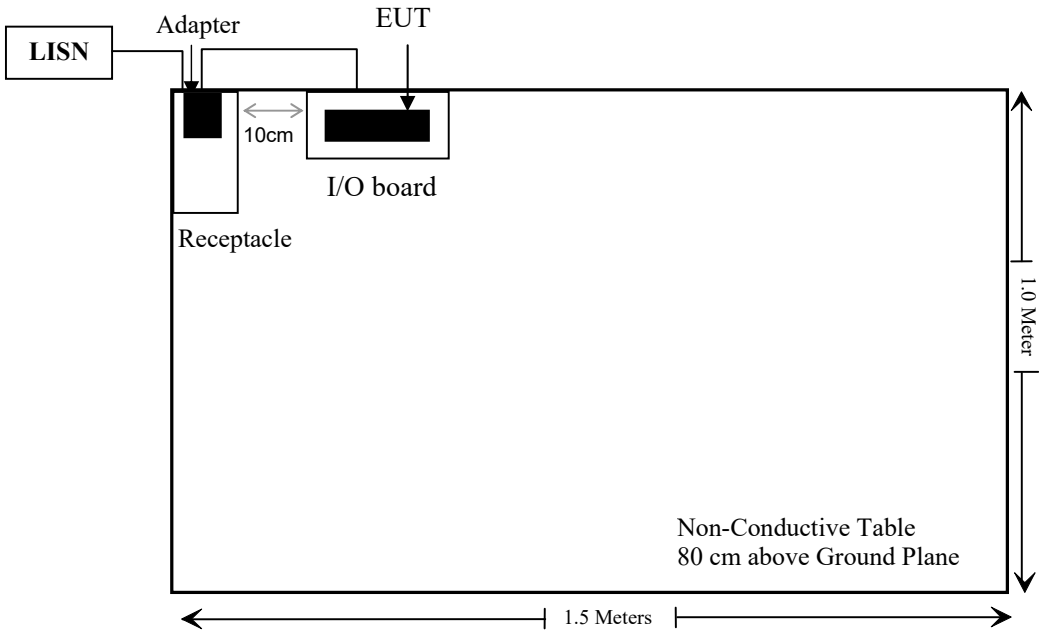 Adapter
EUT
LISN
10cm
I/O board
Receptacle
1.0 Meter
Non-Conductive Table
80 cm above Ground Plane
1.5 Meters